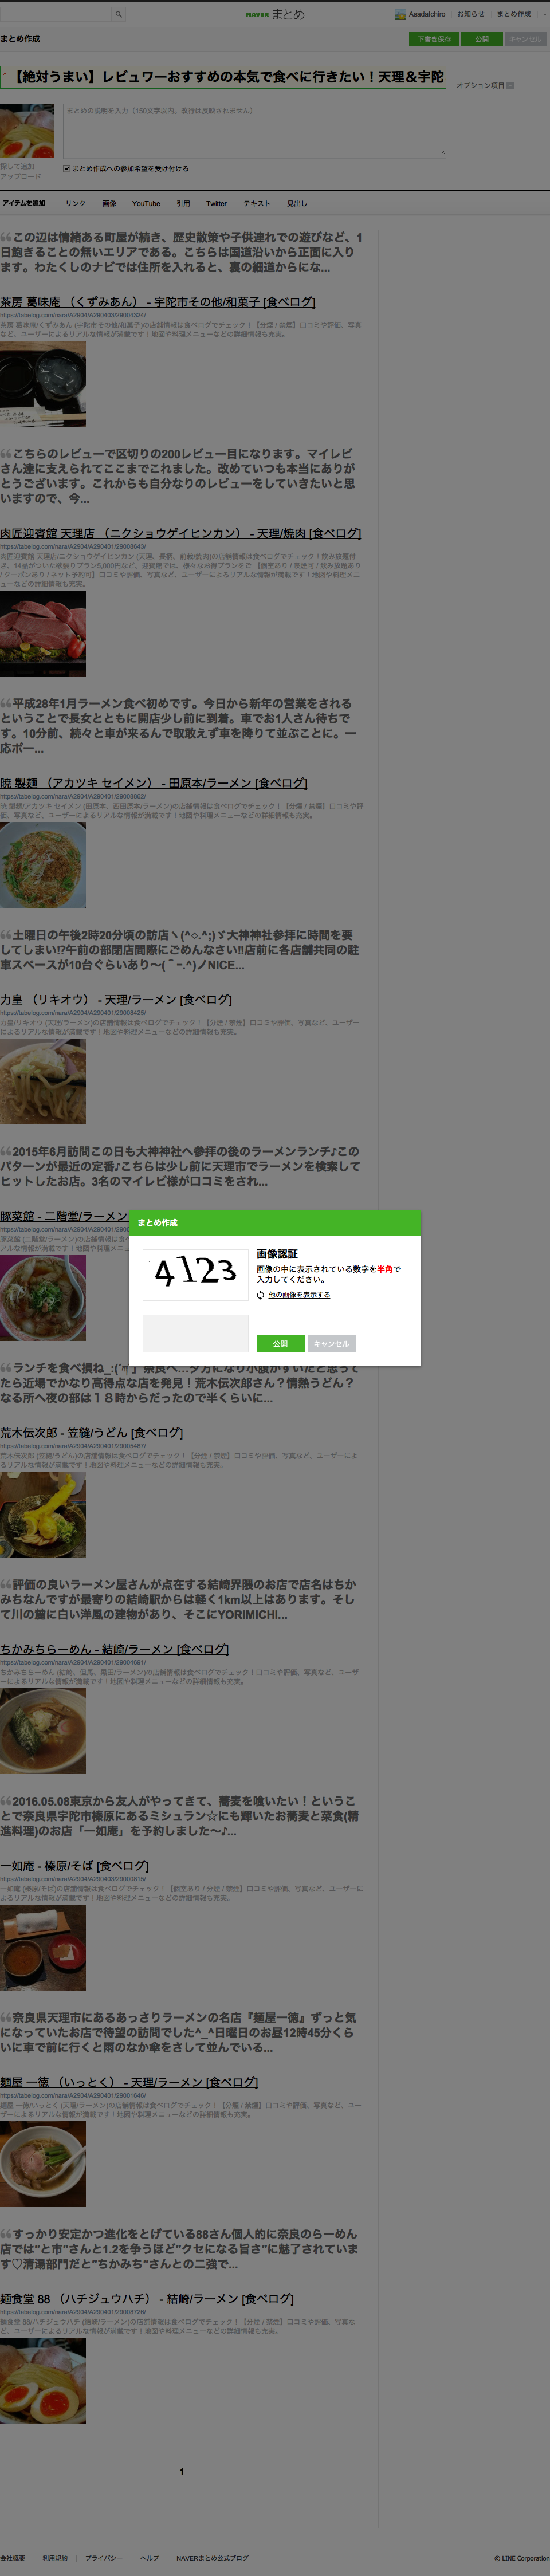 NAVER まとめ
AsadaIchiro お知らせ まとめ作成
まとめ作成
下書き保存 公開 キャンセル
* 【絶対うまい】レビュワーおすすめの本気で食べに行きたい！天理＆宇陀
オプション項目
まとめの説明を入力（150文字以内。改行は反映されません）
探して追加
アップロード
まとめ作成への参加希望を受け付ける
アイテムを追加 リンク 画像 YouTube 引用 Twitter テキスト 見出し
この辺は情緒ある町屋が続き、歴史散策や子供連れでの遊びなど、1
日飽きることの無いエリアである。こちらは国道沿いから正面に入り
ます。わたくしのナビでは住所を入れると、裏の細道からにな...
茶房 葛味庵 （くずみあん） - 宇陀市その他/和菓子 [食べログ]
https://tabelog.com/nara/A2904/A290403/29004324/
茶房 葛味庵/くずみあん (宇陀市その他/和菓子)の店舗情報は食べログでチェック！【分煙 / 禁煙】口コミや評価、写真
など、ユーザーによるリアルな情報が満載です！地図や料理メニューなどの詳細情報も充実。
こちらのレビューで区切りの200レビュー目になります。マイレビ
さん達に支えられてここまでこれました。改めていつも本当にありが
とうございます。これからも自分なりのレビューをしていきたいと思
いますので、今...
肉匠迎賓館 天理店 （ニクショウゲイヒンカン） - 天理/焼肉 [食べログ]
https://tabelog.com/nara/A2904/A290401/29008643/
肉匠迎賓館 天理店/ニクショウゲイヒンカン (天理、長柄、前栽/焼肉)の店舗情報は食べログでチェック！飲み放題付
き、14品がついた欲張りプラン5,000円など、迎賓館では、様々なお得プランをご 【個室あり / 喫煙可 / 飲み放題あり
/ クーポンあり / ネット予約可】口コミや評価、写真など、ユーザーによるリアルな情報が満載です！地図や料理メニュ
ーなどの詳細情報も充実。
平成28年1月ラーメン食べ初めです。今日から新年の営業をされる
ということで長女とともに開店少し前に到着。車でお1人さん待ちで
す。10分前、続々と車が来るんで取敢えず車を降りて並ぶことに。一
応ポー...
暁 製麺 （アカツキ セイメン） - 田原本/ラーメン [食べログ]
https://tabelog.com/nara/A2904/A290401/29008862/
暁 製麺/アカツキ セイメン (田原本、西田原本/ラーメン)の店舗情報は食べログでチェック！【分煙 / 禁煙】口コミや評
価、写真など、ユーザーによるリアルな情報が満載です！地図や料理メニューなどの詳細情報も充実。
土曜日の午後2時20分頃の訪店ヽ(^◇.^;)ゞ大神神社参拝に時間を要
してしまい⁉午前の部閉店間際にごめんなさい‼店前に各店舗共同の駐
車スペースが10台ぐらいあり〜(＾-.^)ノNICE...
力皇 （リキオウ） - 天理/ラーメン [食べログ]
https://tabelog.com/nara/A2904/A290401/29008425/
力皇/リキオウ (天理/ラーメン)の店舗情報は食べログでチェック！【分煙 / 禁煙】口コミや評価、写真など、ユーザー
によるリアルな情報が満載です！地図や料理メニューなどの詳細情報も充実。
2015年6月訪問この日も大神神社へ参拝の後のラーメンランチ♪この
パターンが最近の定番♪こちらは少し前に天理市でラーメンを検索して
ヒットしたお店。3名のマイレビ様が口コミをされ...
豚菜館 - 二階堂/ラーメン
まとめ作成
4123
画像認証
画像の中に表示されている数字を半角で
入力してください。
他の画像を表示する
公開 キャンセル
ランチを食べ損ね_:(´
たら近場でかなり高得点な店を発見！荒木伝次郎さん？情熱うどん？
なる所へ夜の部は１８時からだったので半くらいに...
荒木伝次郎 - 笠縫/うどん [食べログ]
https://tabelog.com/nara/A2904/A290401/29005487/
荒木伝次郎 (笠縫/うどん)の店舗情報は食べログでチェック！【分煙 / 禁煙】口コミや評価、写真など、ユーザーによ
るリアルな情報が満載です！地図や料理メニューなどの詳細情報も充実。
評価の良いラーメン屋さんが点在する結崎界隈のお店で店名はちか
みちなんですが最寄りの結崎駅からは軽く1km以上はあります。そし
て川の麓に白い洋風の建物があり、そこにYORIMICHI...
ちかみちらーめん - 結崎/ラーメン [食べログ]
https://tabelog.com/nara/A2904/A290401/29004691/
ちかみちらーめん (結崎、但馬、黒田/ラーメン)の店舗情報は食べログでチェック！口コミや評価、写真など、ユーザ
ーによるリアルな情報が満載です！地図や料理メニューなどの詳細情報も充実。
2016.05.08東京から友人がやってきて、蕎麦を喰いたい！というこ
とで奈良県宇陀市榛原にあるミシュラン☆にも輝いたお蕎麦と菜食(精
進料理)のお店「一如庵」を予約しました〜♪...
一如庵 - 榛原/そば [食べログ]
https://tabelog.com/nara/A2904/A290403/29000815/
一如庵 (榛原/そば)の店舗情報は食べログでチェック！【個室あり / 分煙 / 禁煙】口コミや評価、写真など、ユーザーに
よるリアルな情報が満載です！地図や料理メニューなどの詳細情報も充実。
奈良県天理市にあるあっさりラーメンの名店『麺屋一徳』ずっと気
になっていたお店で待望の訪問でした^_^日曜日のお昼12時45分くら
いに車で前に行くと雨のなか傘をさして並んでいる...
麺屋 一徳 （いっとく） - 天理/ラーメン [食べログ]
https://tabelog.com/nara/A2904/A290401/29001648/
麺屋 一徳/いっとく (天理/ラーメン)の店舗情報は食べログでチェック！【分煙 / 禁煙】口コミや評価、写真など、ユー
ザーによるリアルな情報が満載です！地図や料理メニューなどの詳細情報も充実。
すっかり安定かつ進化をとげている88さん個人的に奈良のらーめん
店では"と市"さんと1.2を争うほど"クセになる旨さ"に魅了されていま
す♡清湯部門だと"ちかみち"さんとの二強で...
麺食堂 88 （ハチジュウハチ） - 結崎/ラーメン [食べログ]
https://tabelog.com/nara/A2904/A290401/29008726/
麺食堂 88/ハチジュウハチ (結崎/ラーメン)の店舗情報は食べログでチェック！【分煙 / 禁煙】口コミや評価、写真な
ど、ユーザーによるリアルな情報が満載です！地図や料理メニューなどの詳細情報も充実。
1
会社概要 利用規約 プライバシー ヘルプ NAVERまとめ公式ブログ
© LINE Corporation